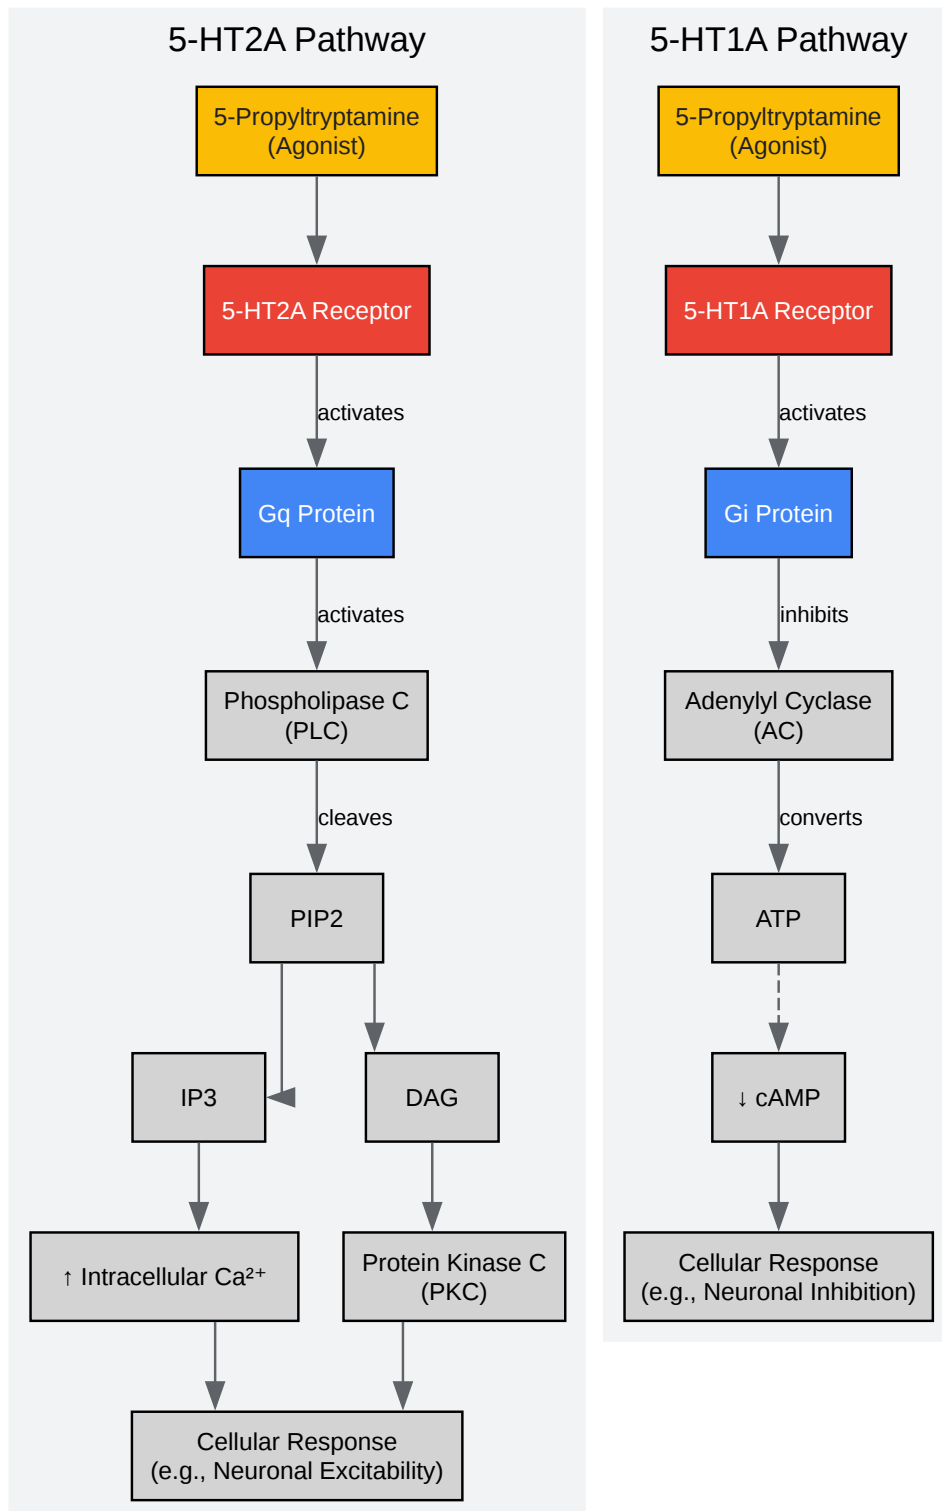 5-HT2A Pathway
5-Propyltryptamine
(Agonist)
5-HT2A Receptor
activates
Gq Protein
activates
Phospholipase C
(PLC)
cleaves
PIP2
IP3
DAG
↑ Intracellular Ca²⁺
Protein Kinase C
(PKC)
Cellular Response
(e.g., Neuronal Excitability)
5-HT1A Pathway
5-Propyltryptamine
(Agonist)
5-HT1A Receptor
activates
Gi Protein
inhibits
Adenylyl Cyclase
(AC)
converts
ATP
↓ cAMP
Cellular Response
(e.g., Neuronal Inhibition)